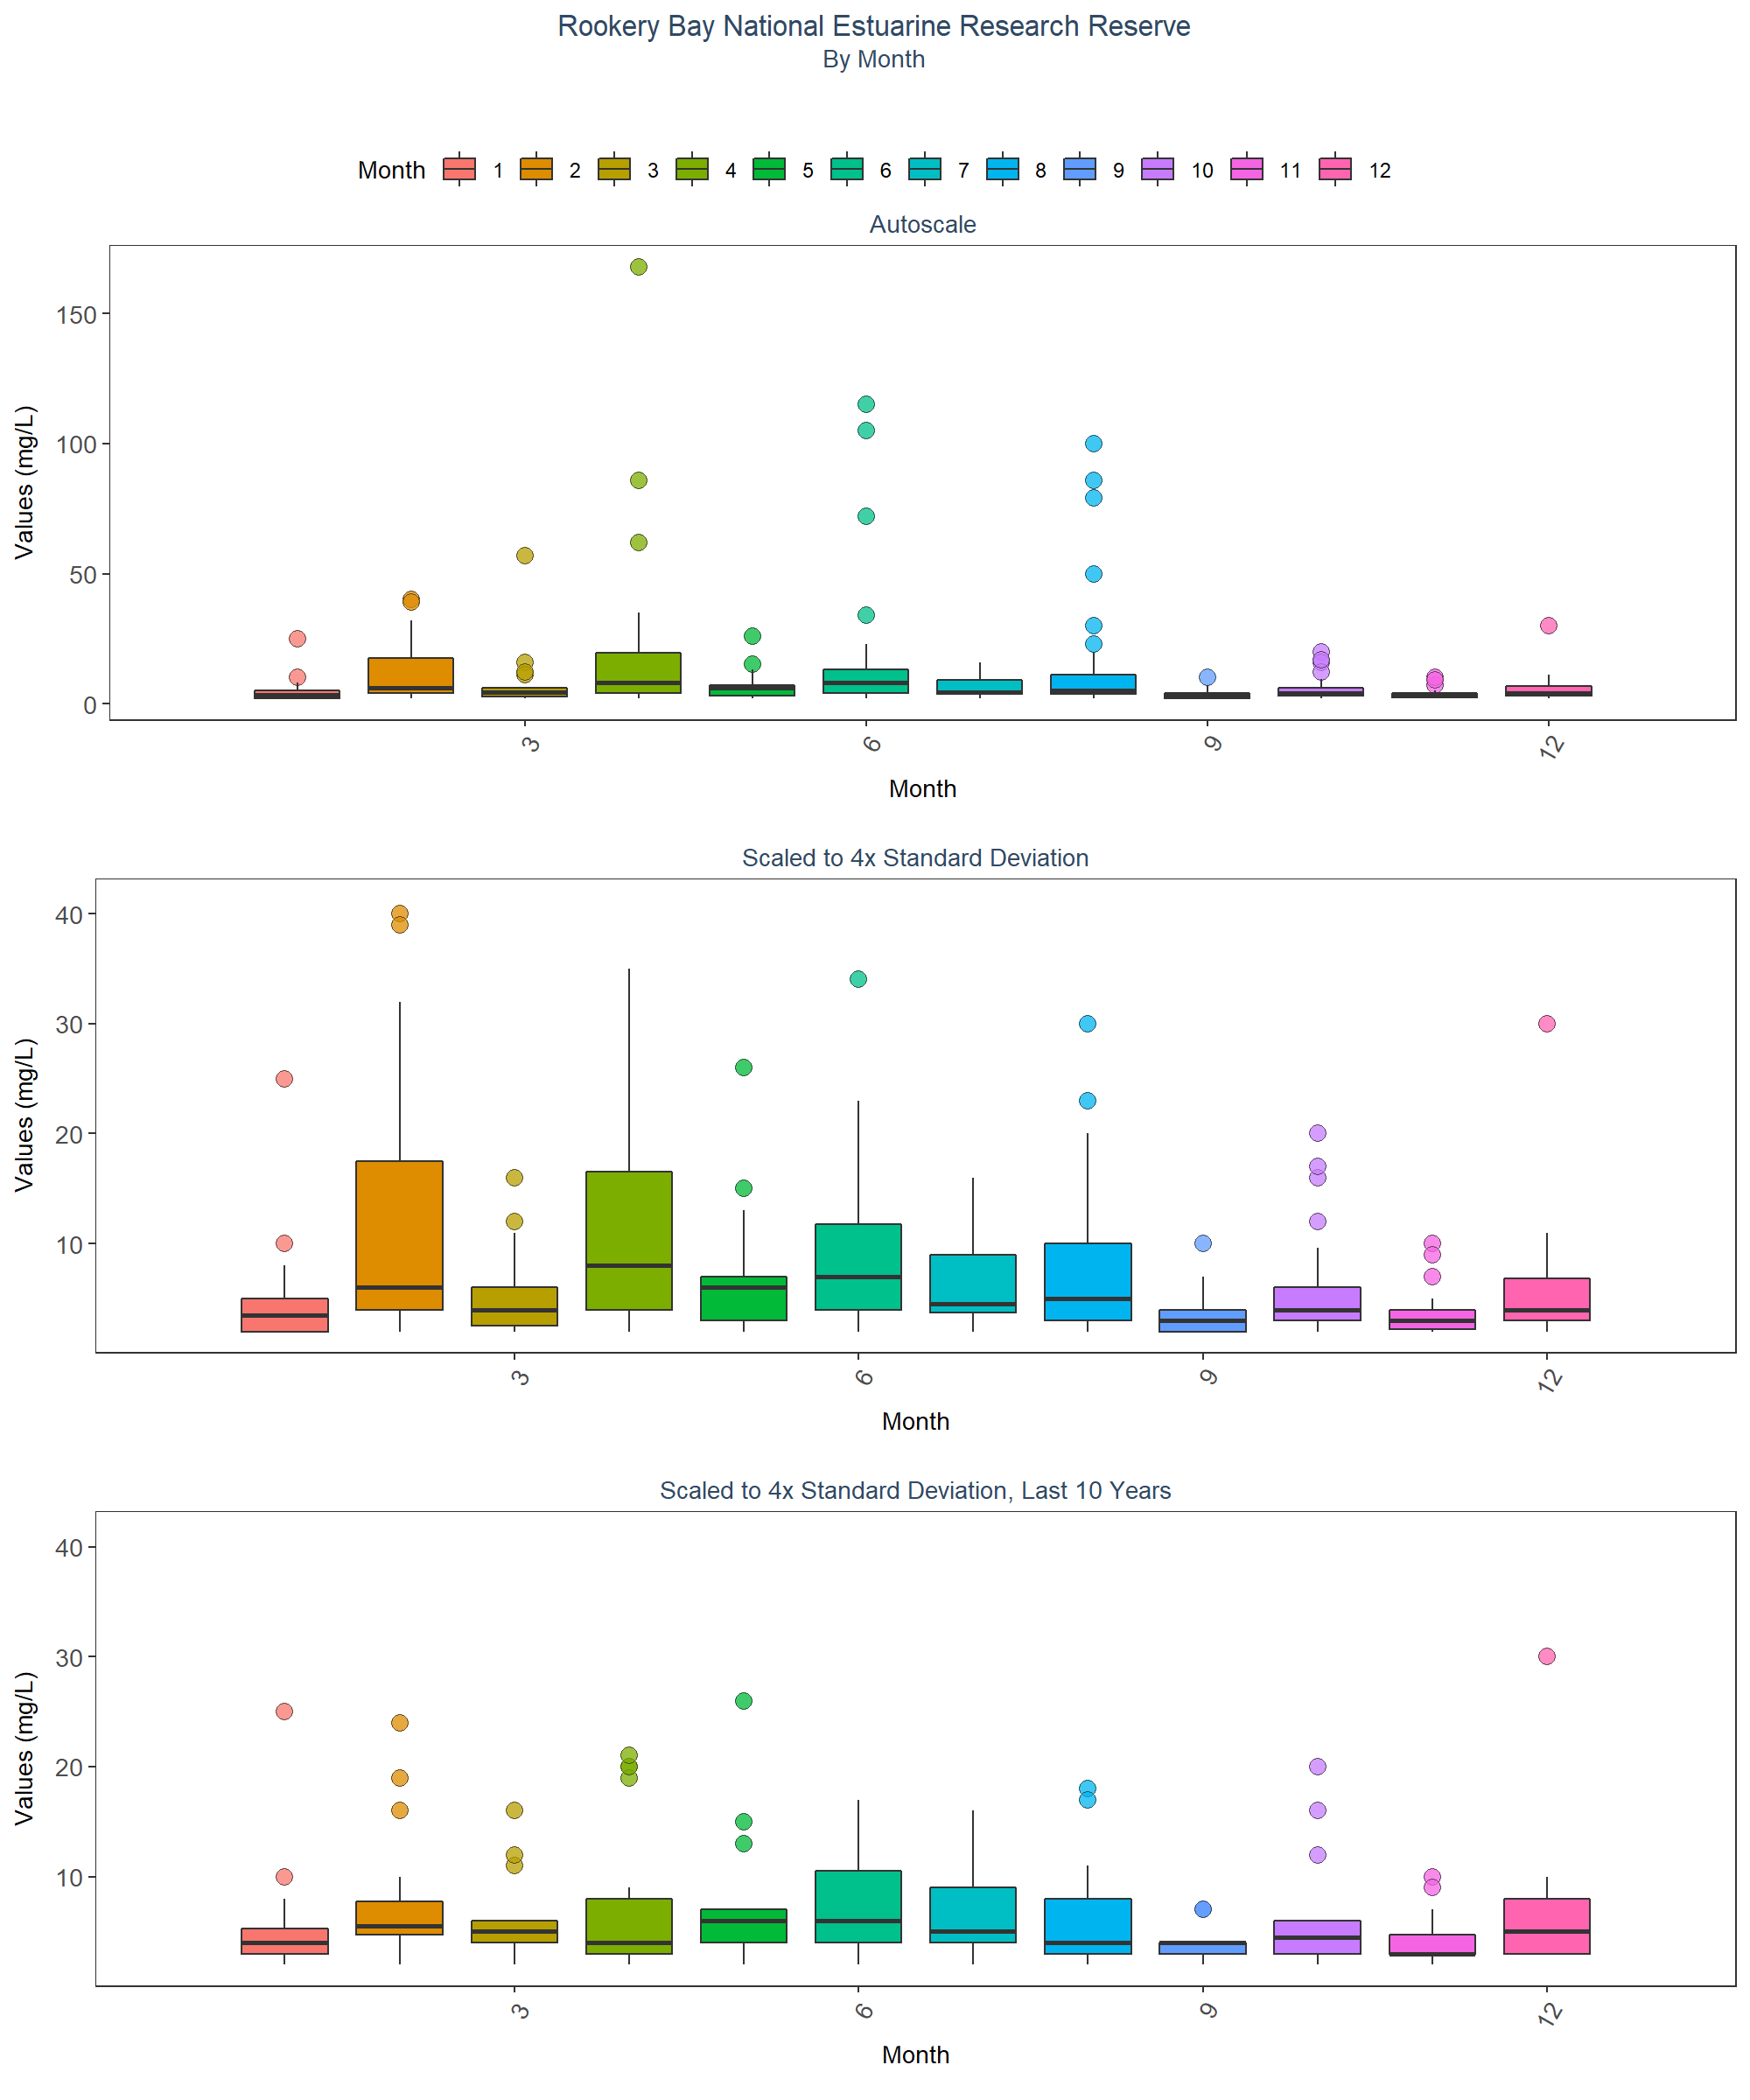 Rookery Bay National Estuarine Research Reserve
By Month
Month 1 2 3 4 5 6 7 8 9 10 11 12
Autoscale
Values (mg/L)
150
100
50
0
3 6 9 12
Month
Scaled to 4x Standard Deviation
Values (mg/L)
40
30
20
10
3 6 9 12
Month
Scaled to 4x Standard Deviation, Last 10 Years
Values (mg/L)
40
30
20
10
3 6 9 12
Month